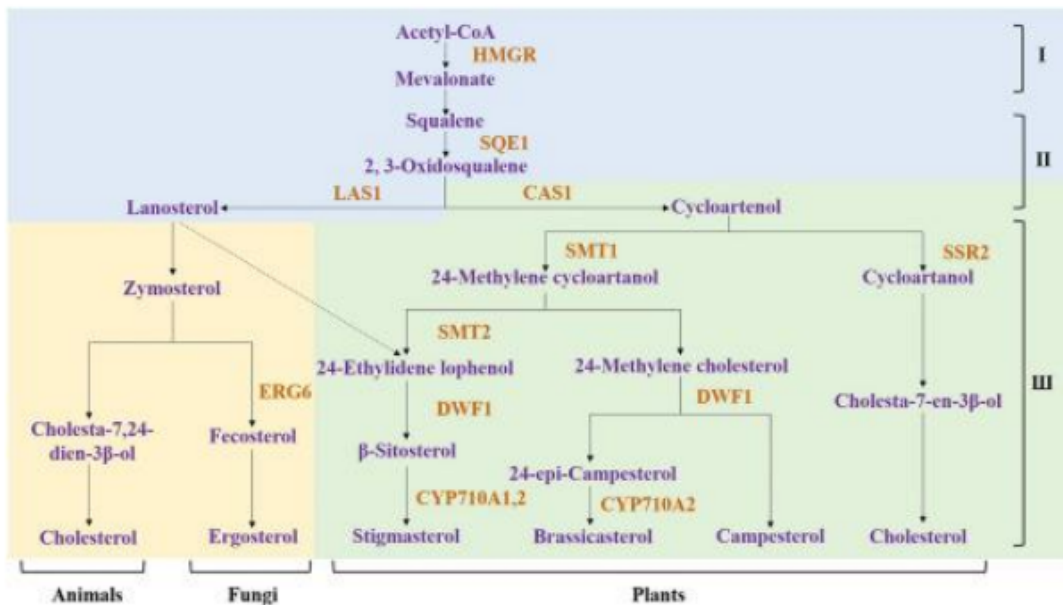 Acetyl-CoA
HMGR
I
Mevalonate
Squalene
SQE1
II
2, 3-Oxidosqualene
LAS1
CAS1
Lanosterol
Cycloartenol
SMT1
SSR2
24-Methylene cycloartanol
Cycloartanol
Zymosterol
SMT2
24-Ethylidene lophenol
24-Methylene cholesterol
ERG6
DWF1
DWF1
Cholesta-7-en-3β-ol
Ш
Cholesta-7,24-
dien-3β-ol
Fecosterol
β-Sitosterol
24-epi-Campesterol
CYP710A1,2
CYP710A2
Cholesterol
Ergosterol
Stigmasterol
Brassicasterol
Campesterol
Cholesterol
Animals
Fungi
Plants